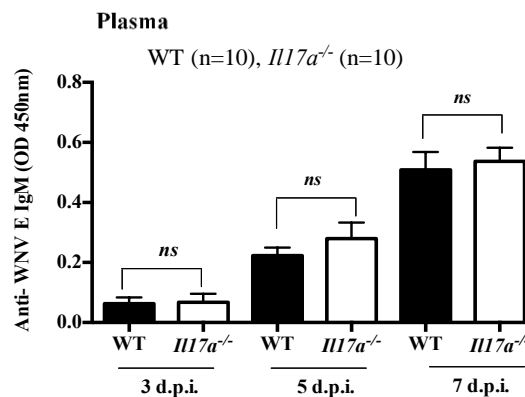 Plasma
WT (n=10), Il17a-/- (n=10)
Anti- WNV E IgM (OD 450nm)
0.8
0.6
0.4
0.2
0.0
ns
ns
ns
WT Il17a-/- WT Il17a-/- WT Il17a-/-
3 d.p.i. 5 d.p.i. 7 d.p.i.